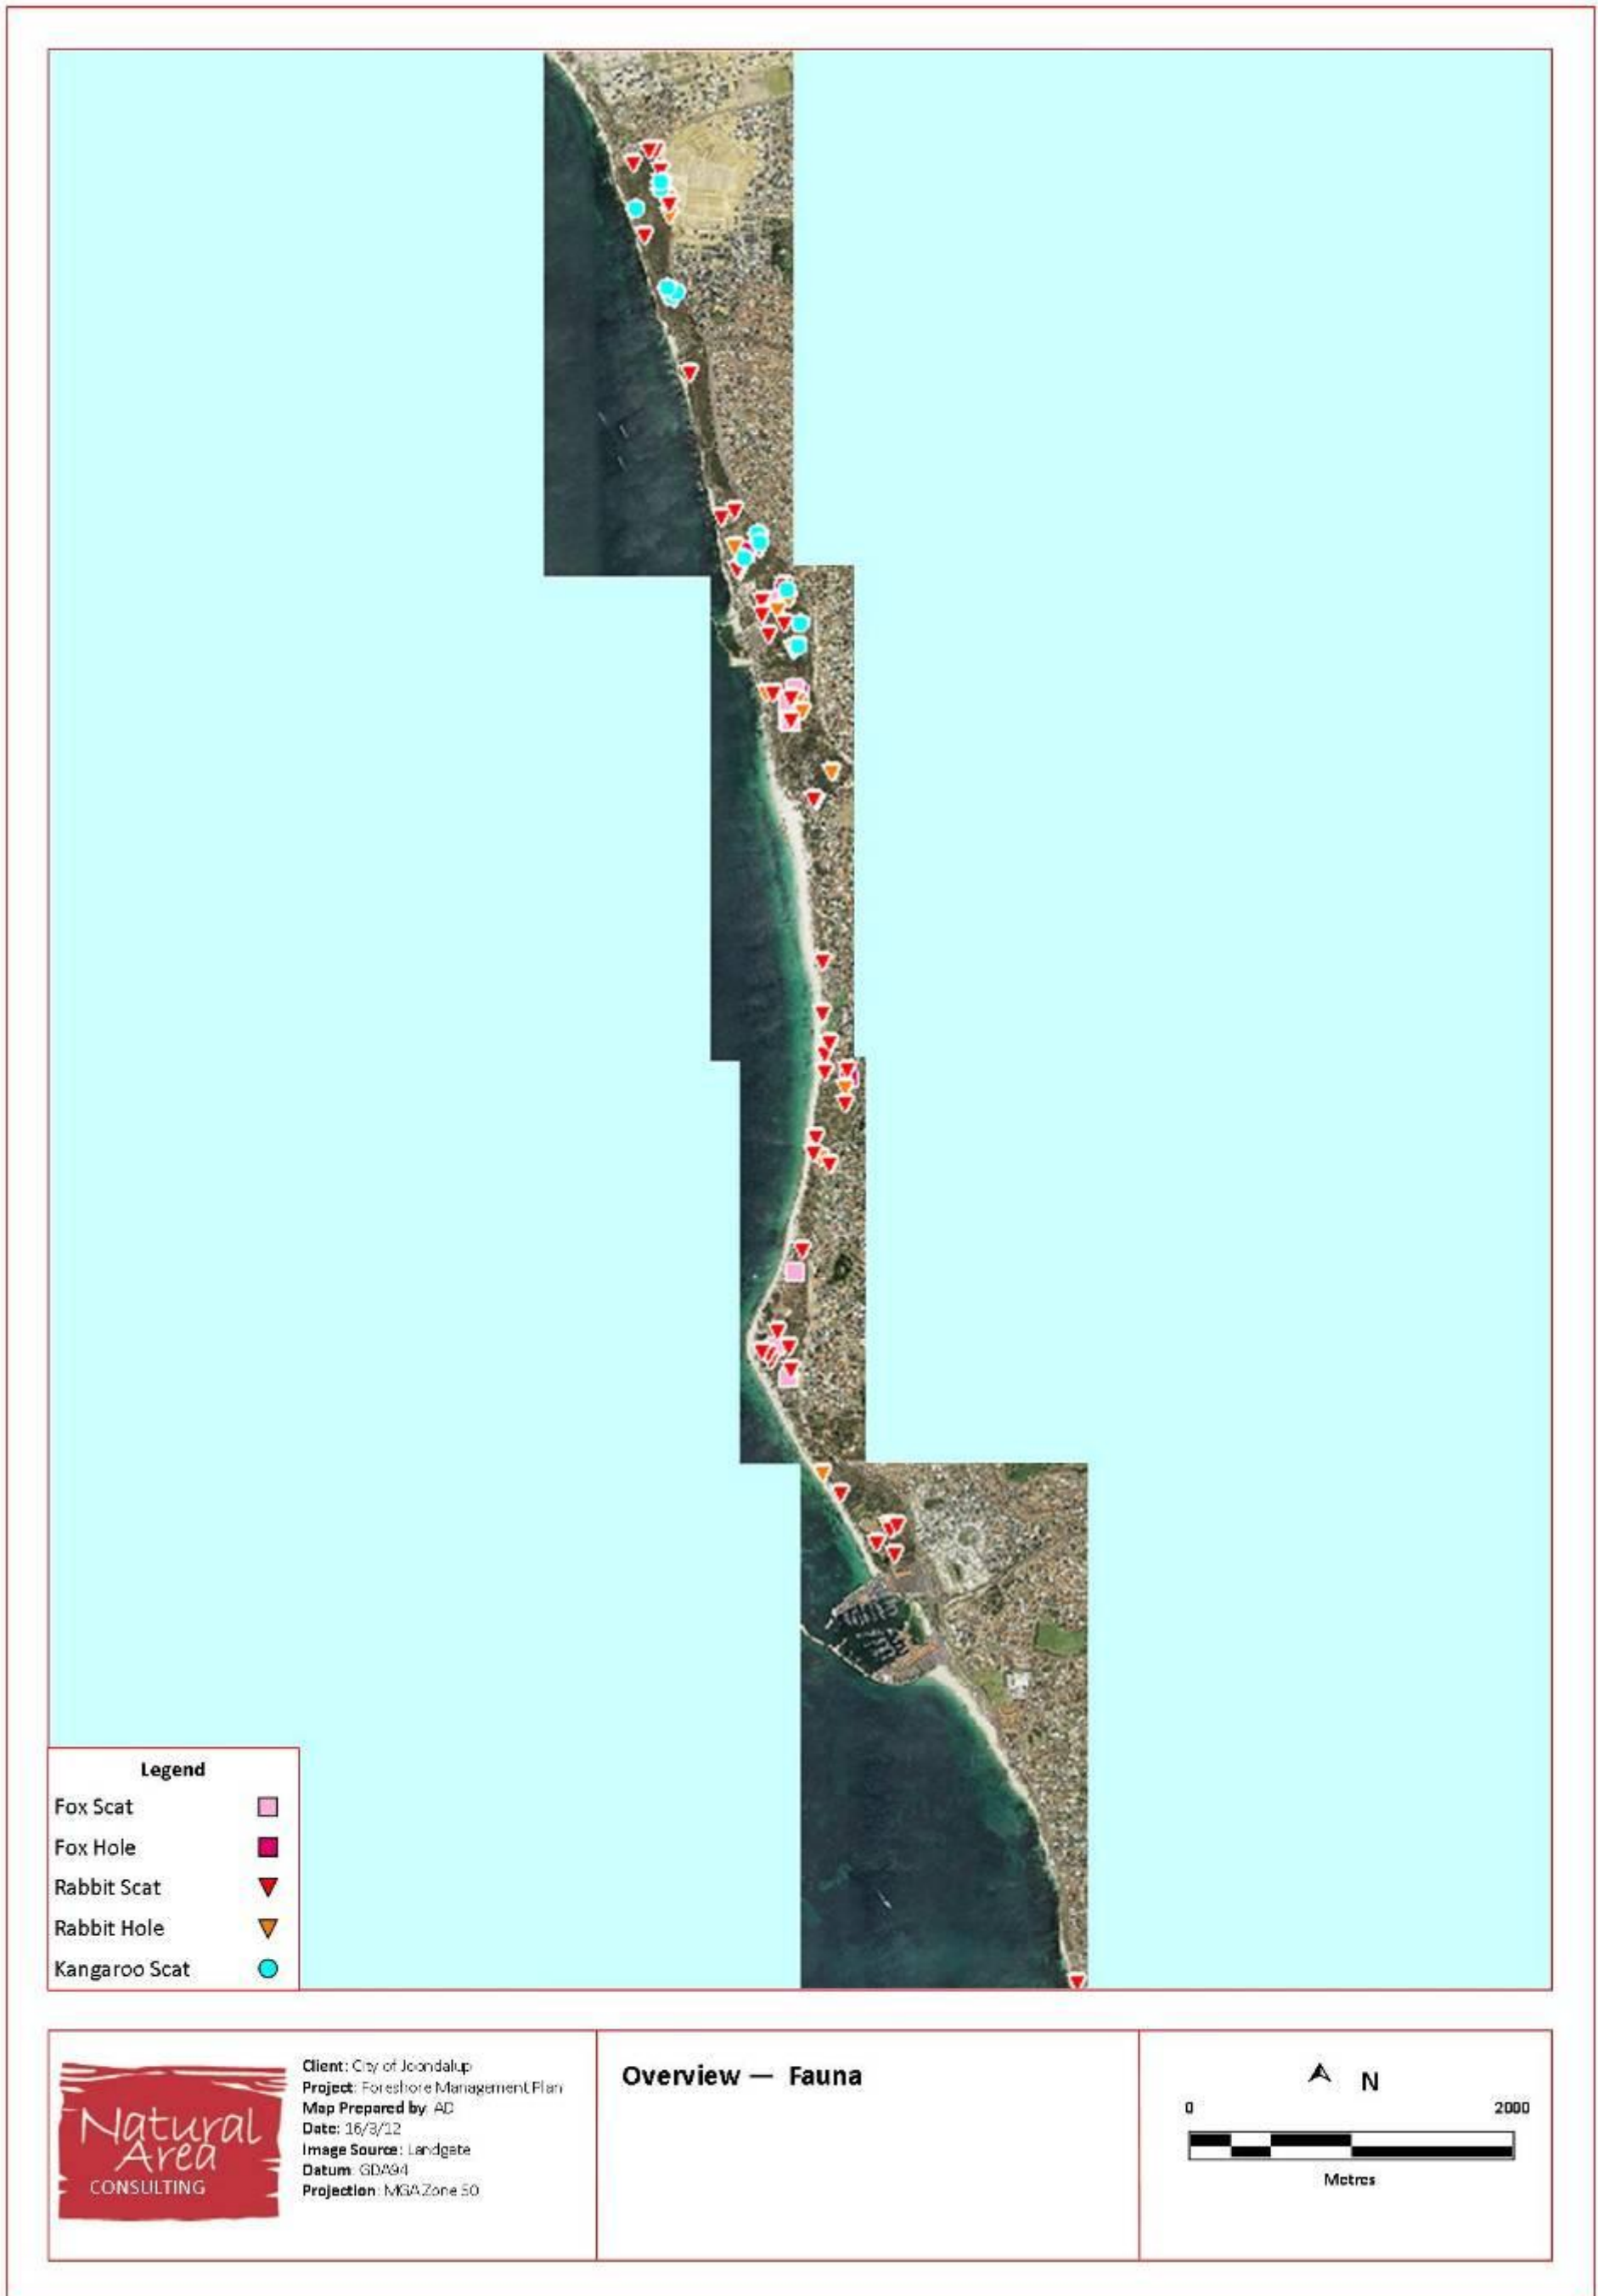 Legend
Fox Scat
Fox Hole
Rabbit Scat
Rabbit Hole
Kangaroo Scat
Natural
Area
CONSULTING
Client: City of Joondalup
Project: Foreshore Management Plan
Map Prepared by: AD
Date: 16/3/12
Image Source: Landgate
Datum: GDA94
Projection: MGA Zone 50
Overview — Fauna
N
0 2000
Metres